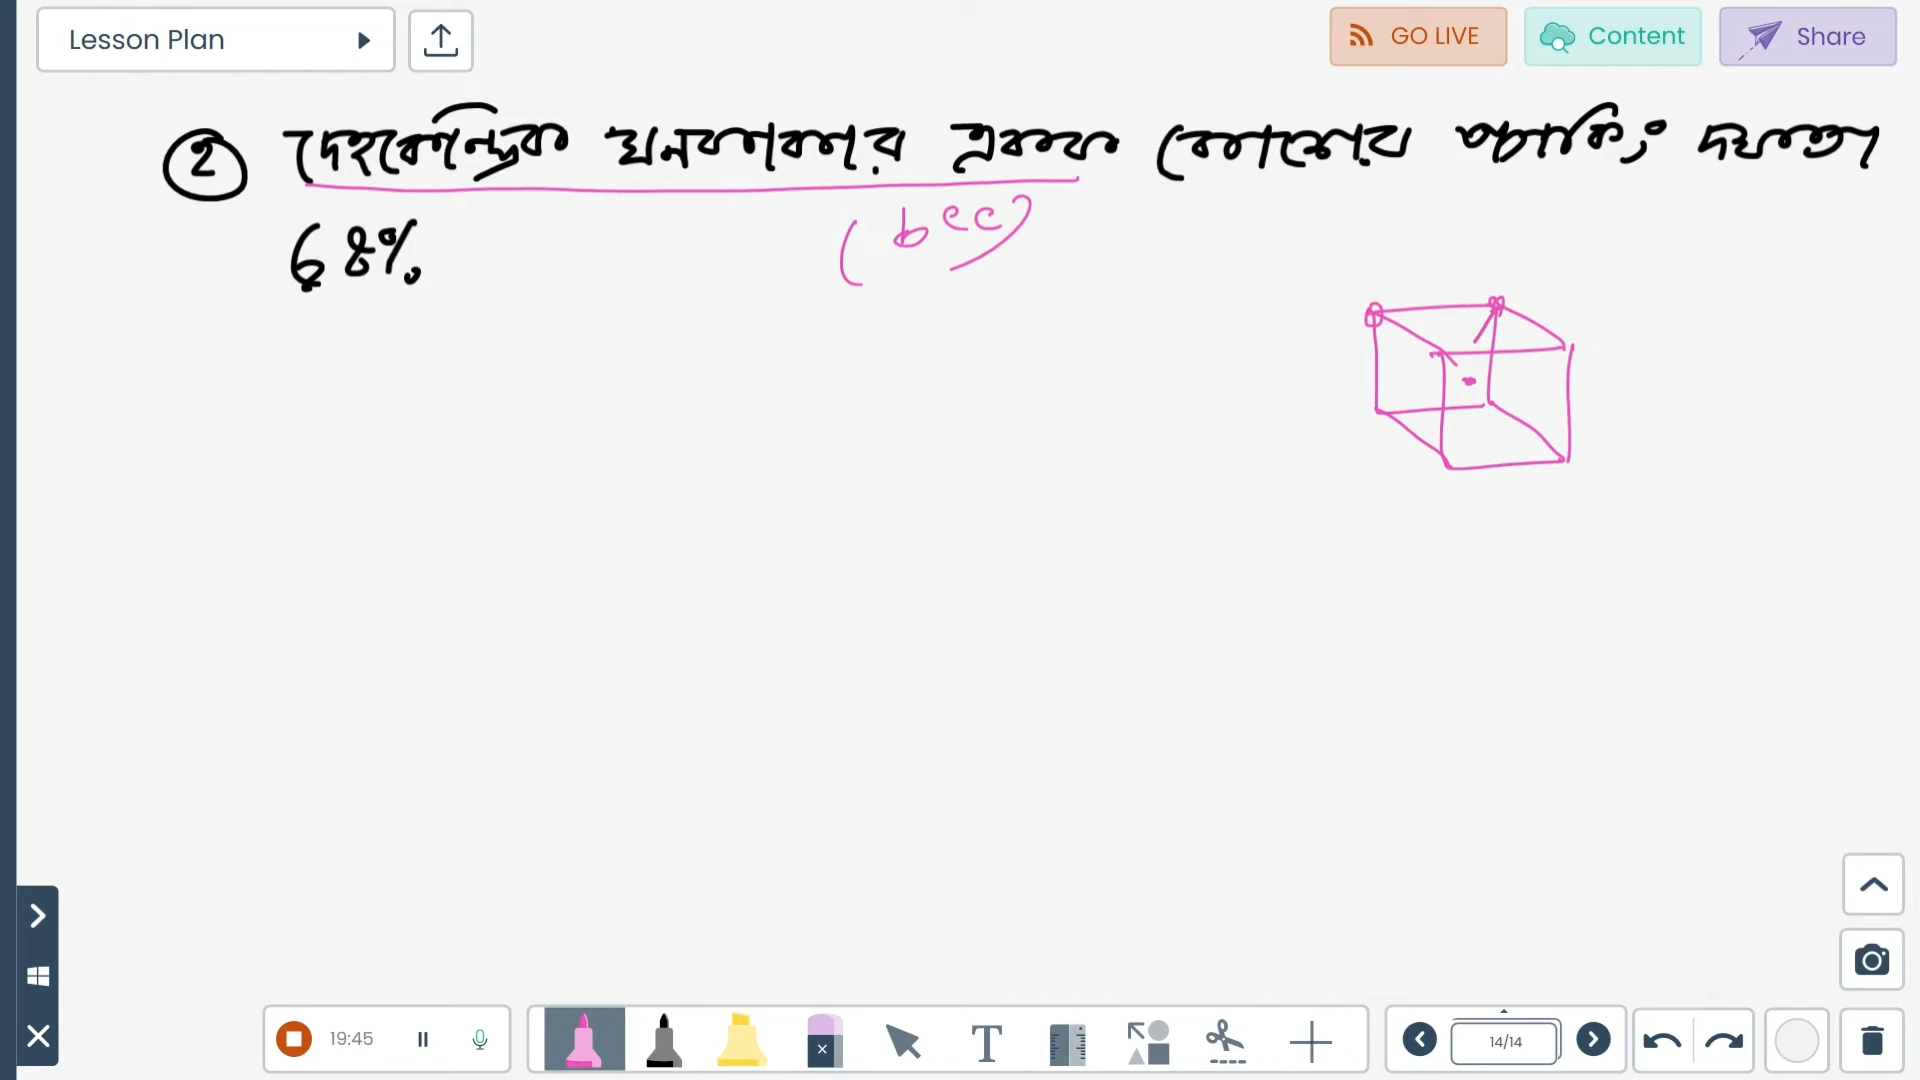 Lesson Plan
GO LIVE
Content
Share
② দেহকেন্দ্রিক ঘনকাকার একক কোষের প্যাকিং দক্ষতা
68%
(bcc)
19:45
T
14/14